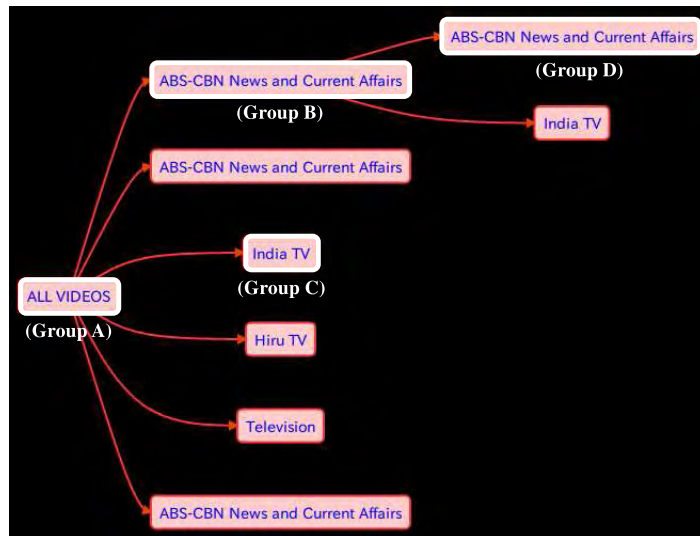 ABS-CBN News and Current Affairs
(Group D)
ABS-CBN News and Current Affairs
(Group B)
India TV
ABS-CBN News and Current Affairs
India TV
(Group C)
ALL VIDEOS
(Group A)
Hiru TV
Television
ABS-CBN News and Current Affairs